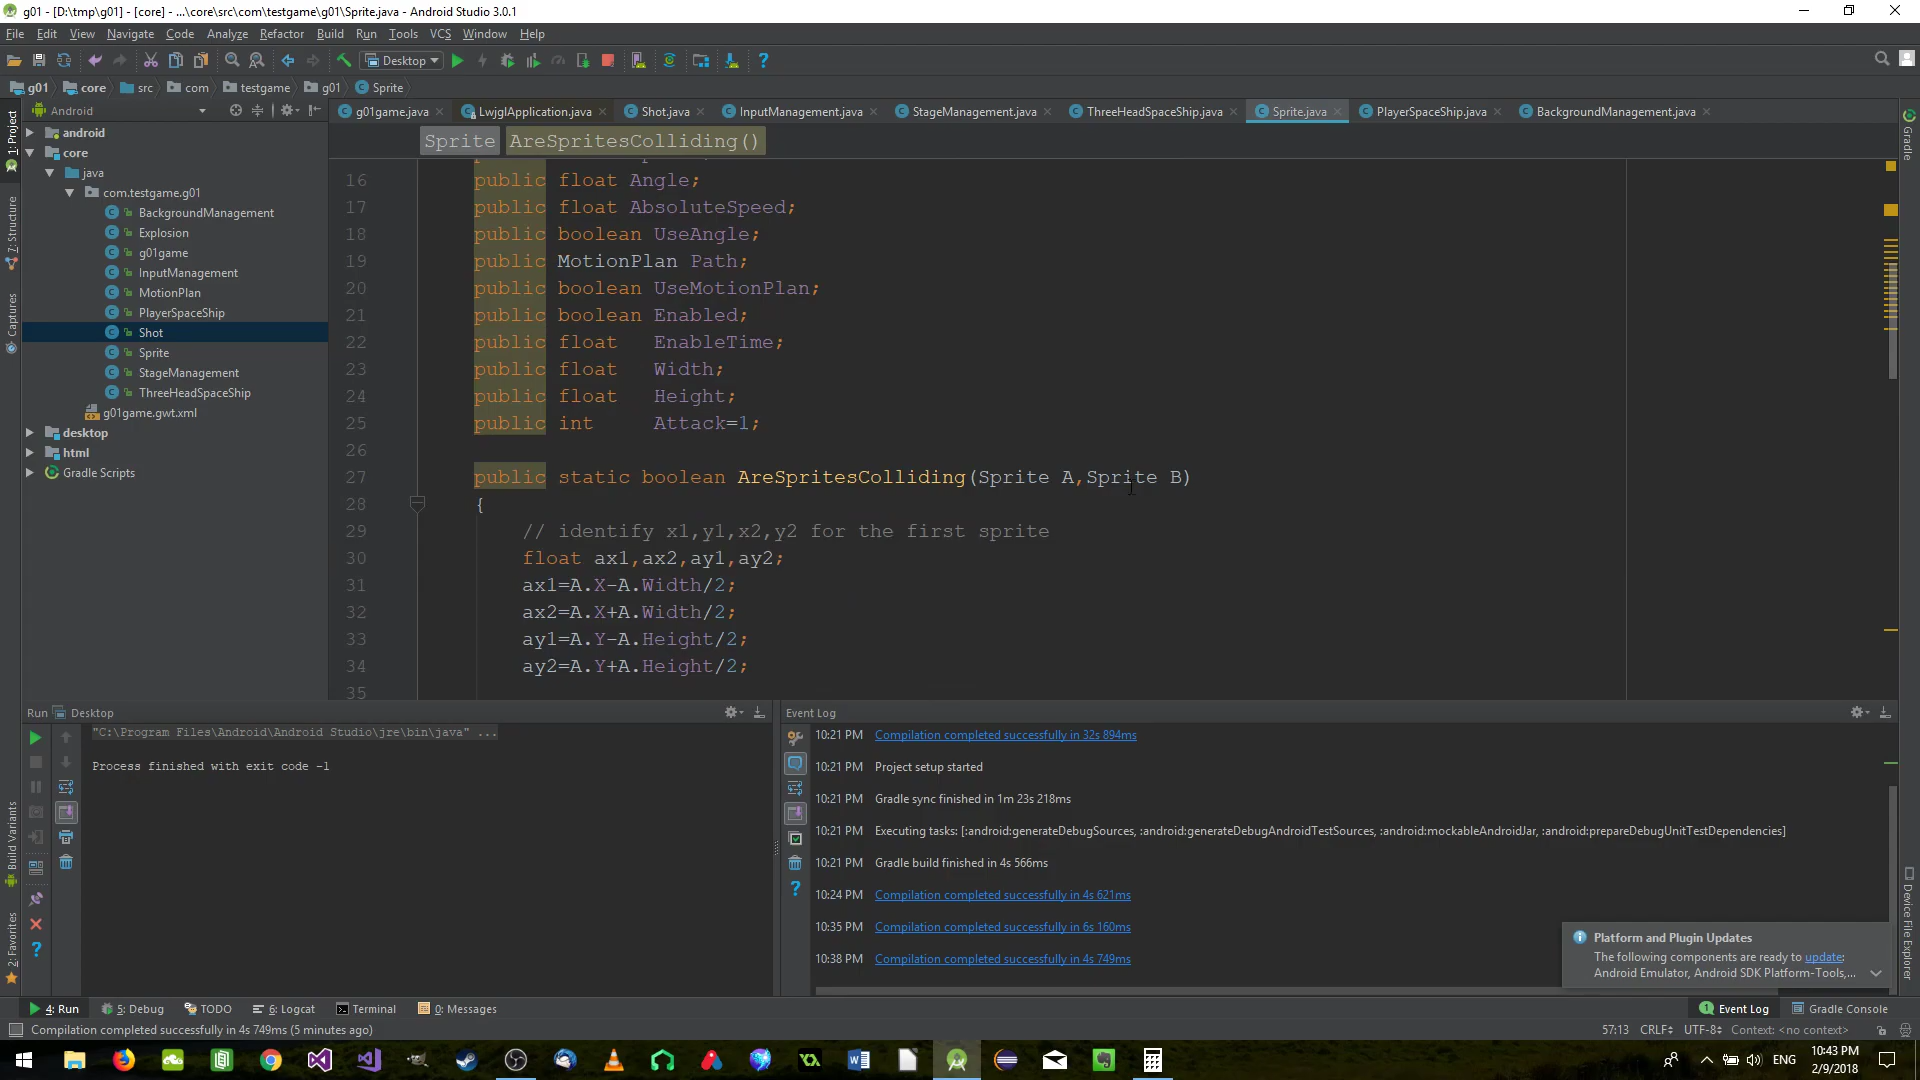 g01 - [D:\tmp\g01] - [core] - ...\core\src\com\testgame\g01\Sprite.java - Android Studio 3.0.1
File Edit View Navigate Code Analyze Refactor Build Run Tools VCS Window Help
Desktop
g01 core src com testgame g01 Sprite
Android
g01game.java LwjglApplication.java Shot.java InputManagement.java StageManagement.java ThreeHeadSpaceShip.java Sprite.java PlayerSpaceShip.java BackgroundManagement.java
Sprite AreSpritesColliding()
1: Project
7: Structure
Captures
Build Variants
2: Favorites
android
core
java
com.testgame.g01
BackgroundManagement
Explosion
g01game
InputManagement
MotionPlan
PlayerSpaceShip
Shot
Sprite
StageManagement
ThreeHeadSpaceShip
g01game.gwt.xml
desktop
html
Gradle Scripts
16 public float Angle;
17 public float AbsoluteSpeed;
18 public boolean UseAngle;
19 public MotionPlan Path;
20 public boolean UseMotionPlan;
21 public boolean Enabled;
22 public float EnableTime;
23 public float Width;
24 public float Height;
25 public int Attack=1;
26
27 public static boolean AreSpritesColliding(Sprite A,Sprite B)
28 {
29 // identify x1,y1,x2,y2 for the first sprite
30 float ax1,ax2,ay1,ay2;
31 ax1=A.X-A.Width/2;
32 ax2=A.X+A.Width/2;
33 ay1=A.Y-A.Height/2;
34 ay2=A.Y+A.Height/2;
35
Gradle
Device File Explorer
Run Desktop
"C:\Program Files\Android\Android Studio\jre\bin\java" ...
Process finished with exit code -1
Event Log
10:21 PM Compilation completed successfully in 32s 894ms
10:21 PM Project setup started
10:21 PM Gradle sync finished in 1m 23s 218ms
10:21 PM Executing tasks: [:android:generateDebugSources, :android:generateDebugAndroidTestSources, :android:mockableAndroidJar, :android:prepareDebugUnitTestDependencies]
10:21 PM Gradle build finished in 4s 566ms
10:24 PM Compilation completed successfully in 4s 621ms
10:35 PM Compilation completed successfully in 6s 160ms
10:38 PM Compilation completed successfully in 4s 749ms
Platform and Plugin Updates
The following components are ready to update:
Android Emulator, Android SDK Platform-Tools,...
4: Run 5: Debug TODO 6: Logcat Terminal 0: Messages 1 Event Log Gradle Console
Compilation completed successfully in 4s 749ms (5 minutes ago) 57:13 CRLF UTF-8 Context: <no context>
ENG
10:43 PM
2/9/2018